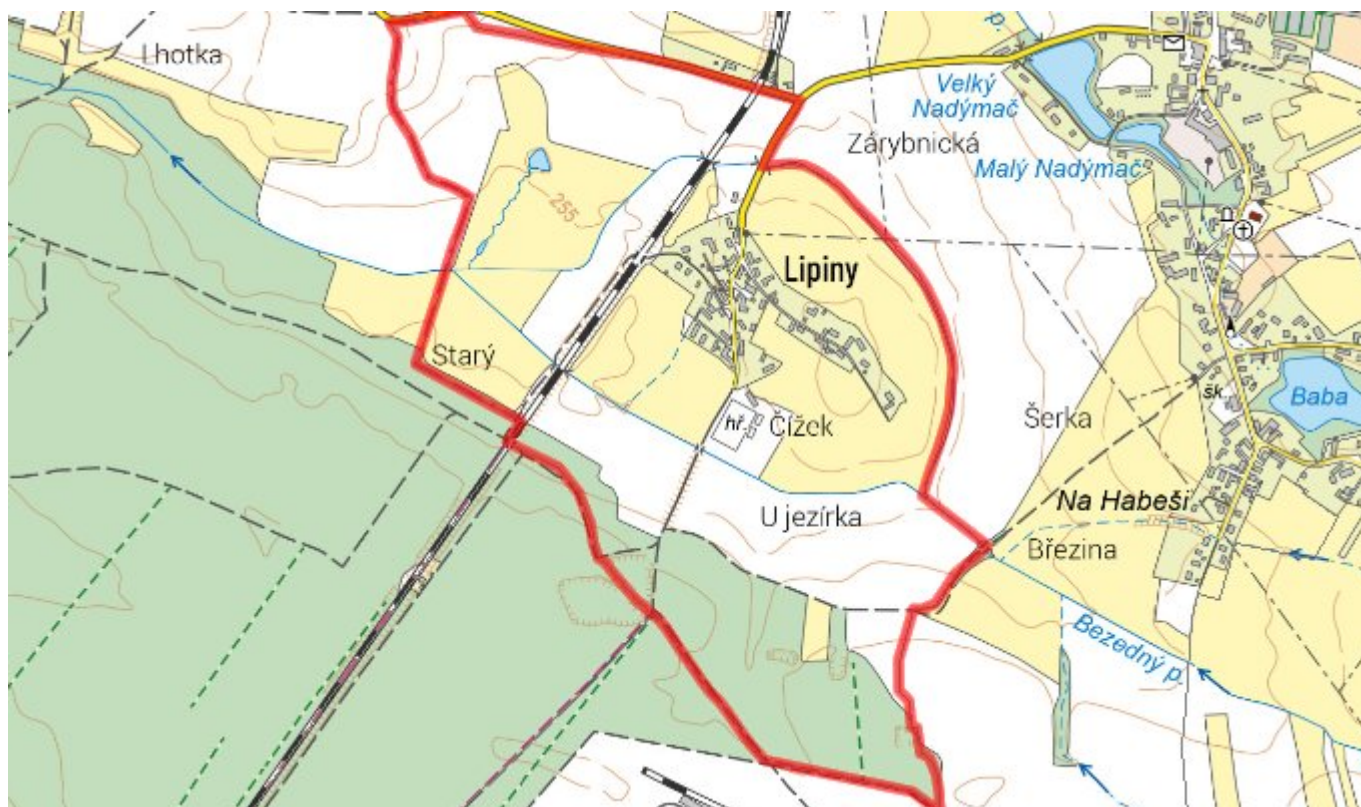 Lhotka
p.
Velký
Nadýmač
Zárybnická
Malý Nadýmač
255
Lipiny
Starý
Čížek
hř.
Šerka
šk.
Baba
U jezírka
Na Habeši
Březina
Bezedný p.